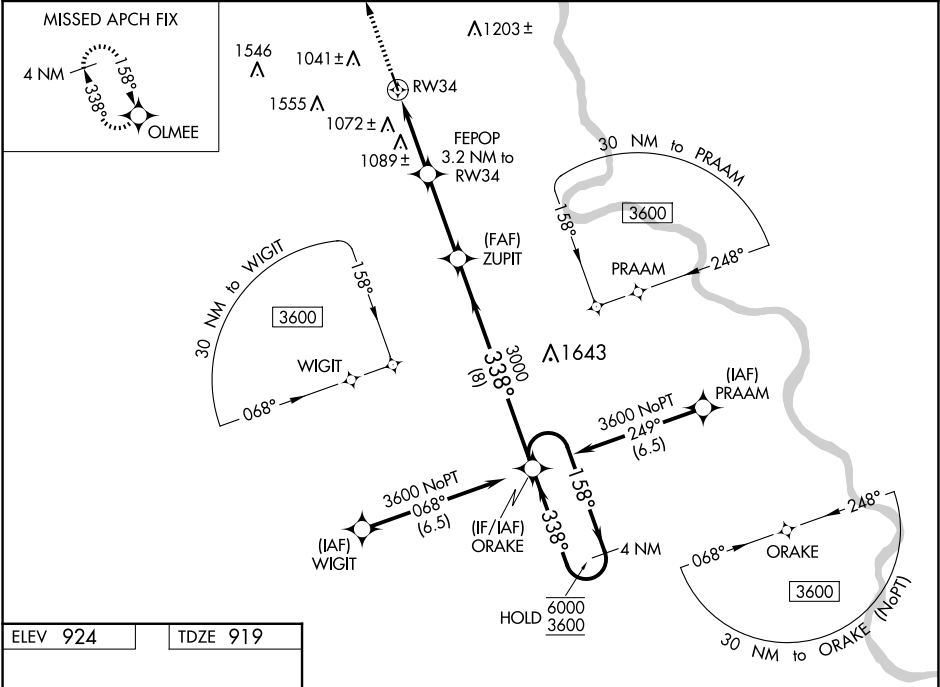 MISSED APCH FIX
4 NM
158°
338°
OLMEE
1546
1041±
1203±
RW34
1555
1072±
1089±
FEPOP
3.2 NM to
RW34
30 NM to PRAAM
158°
3600
248°
PRAAM
(FAF)
ZUPIT
30 NM to WIGIT
158°
3600
WIGIT
068°
3000
338°
(8)
1643
(IAF)
PRAAM
3600 NoPT
249°
(6.5)
3600 NoPT
068°
(6.5)
(IAF)
WIGIT
(IF/IAF)
ORAKE
158°
338°
4 NM
HOLD
6000
3600
248°
068°
ORAKE
3600
30 NM to ORAKE (NoPT)
ELEV 924
TDZE 919